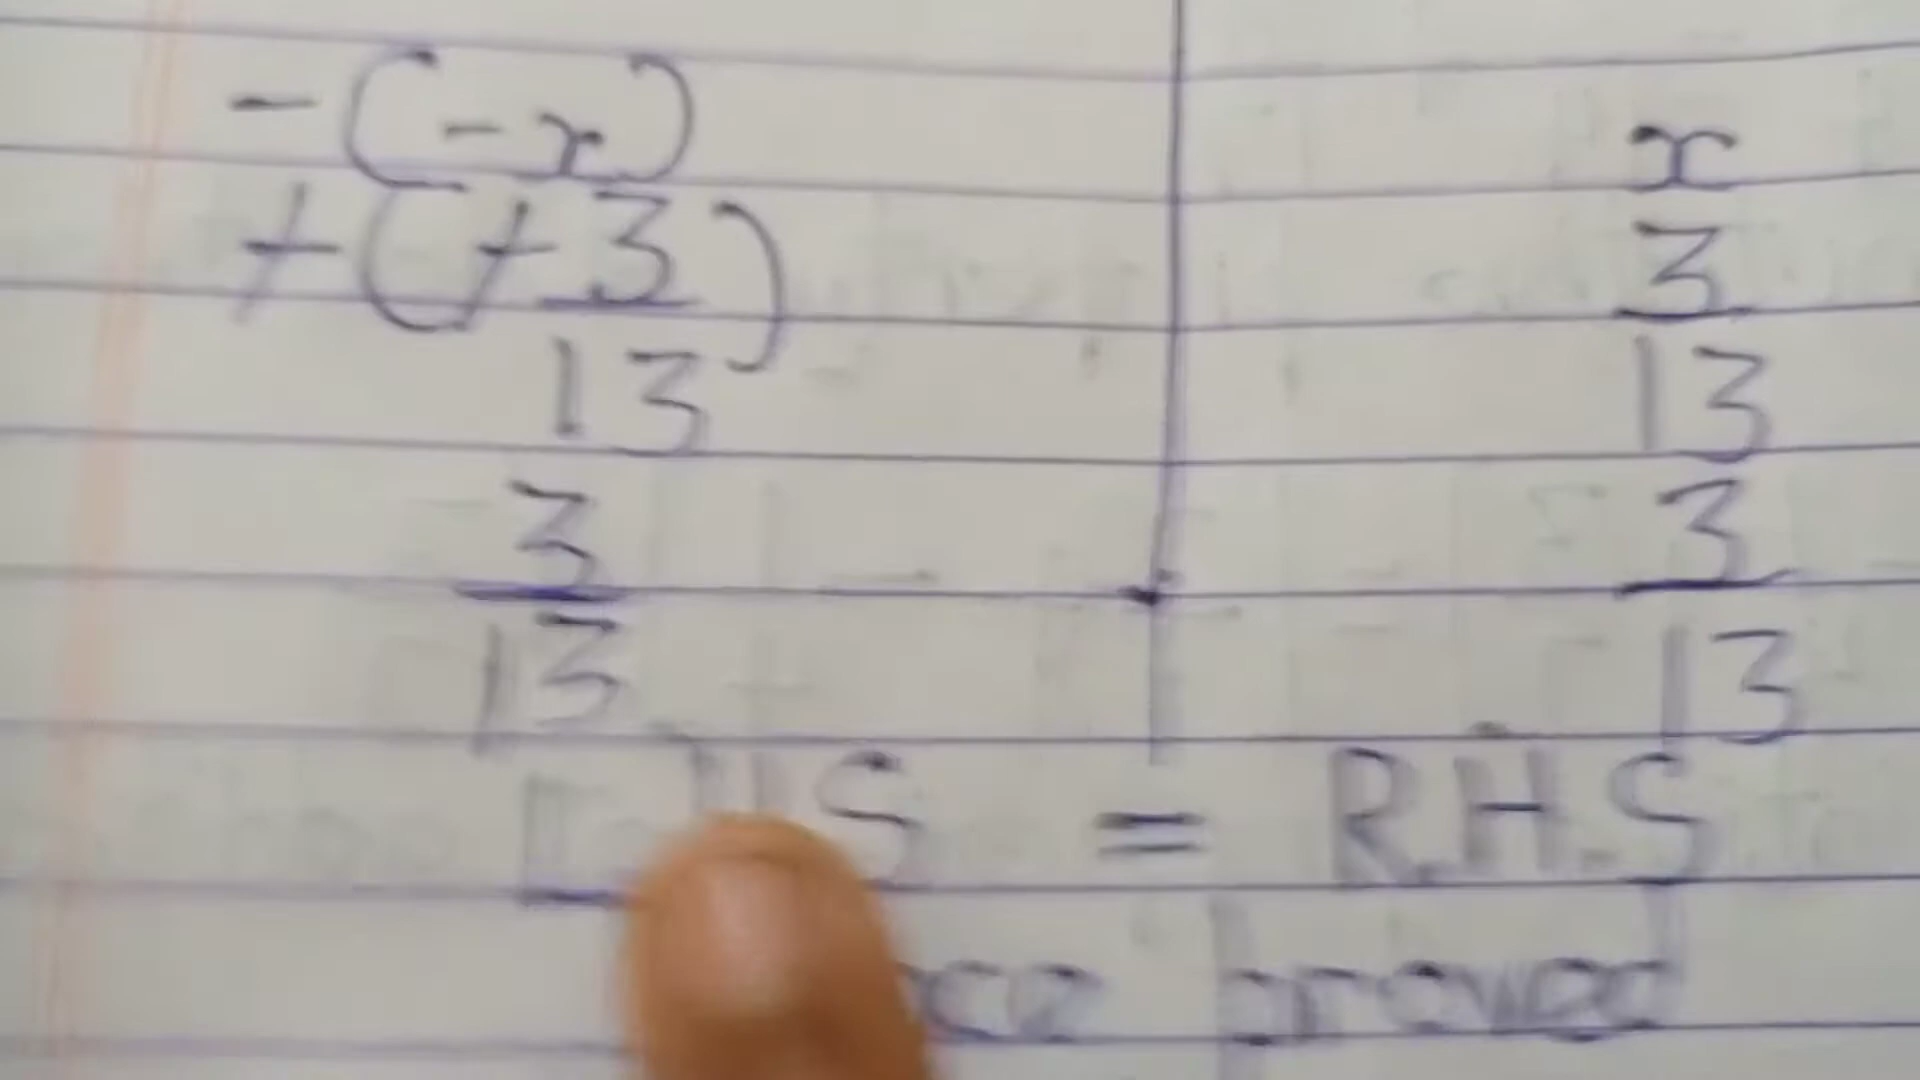 -(-x) x
+(+3/13) 3/13
3/13 3/13
L.H.S = R.H.S
proved